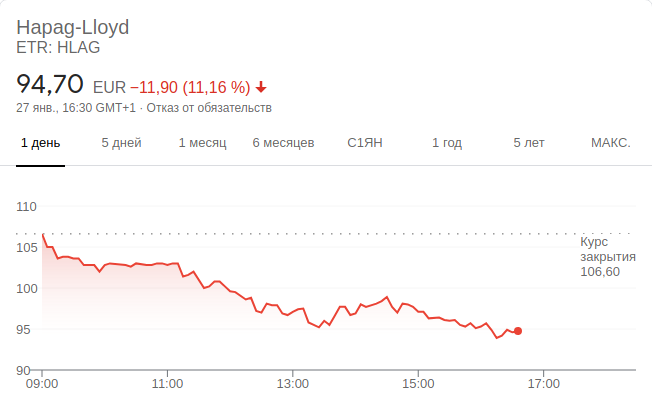 Hapag-Lloyd
ETR: HLAG
94,70 EUR −11,90 (11,16 %)
27 янв., 16:30 GMT+1 · Отказ от обязательств
1 день 5 дней 1 месяц 6 месяцев С1ЯН 1 год 5 лет МАКС.
110
105
100
95
90
Курс
закрытия
106,60
09:00 11:00 13:00 15:00 17:00